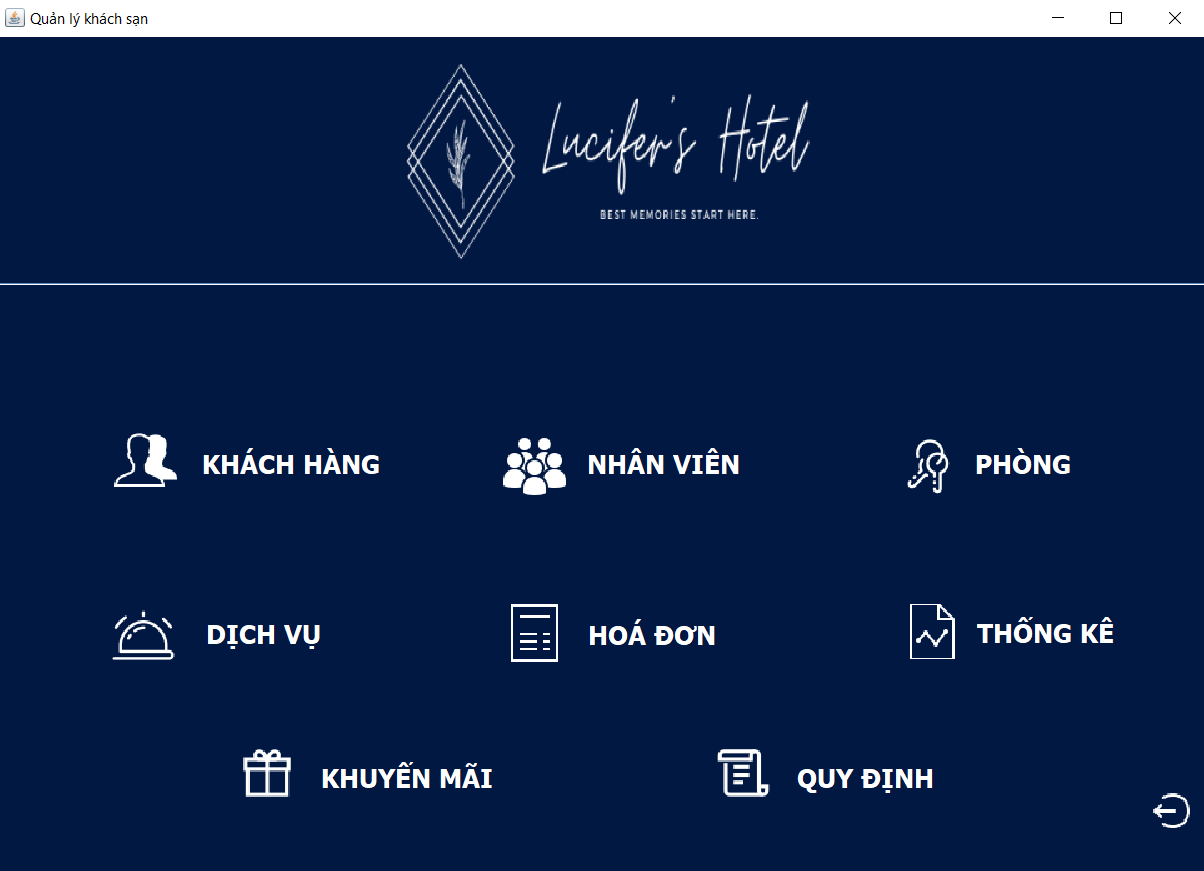 Quản lý khách sạn
Lucifer's Hotel
BEST MEMORIES START HERE.
KHÁCH HÀNG
NHÂN VIÊN
PHÒNG
DỊCH VỤ
HOÁ ĐƠN
THỐNG KÊ
KHUYẾN MÃI
QUY ĐỊNH